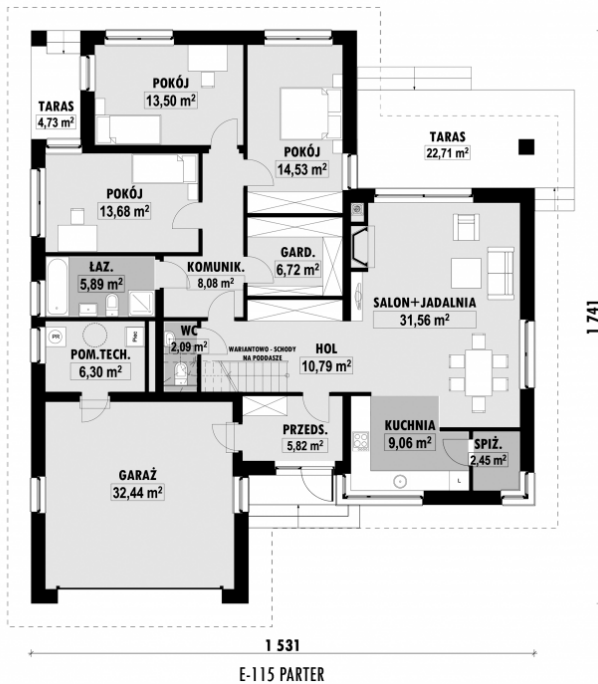 POKÓJ
13,50 m²
TARAS
4,73 m²
POKÓJ
14,53 m²
TARAS
22,71 m²
POKÓJ
13,68 m²
ŁAZ.
5,89 m²
KOMUNIK.
8,08 m²
GARD.
6,72 m²
SALON+JADALNIA
31,56 m²
1 741
POM.TECH.
6,30 m²
WC
2,09 m²
WARIANTOWO - SCHODY
NA PODDASZE
HOL
10,79 m²
PRZEDS.
5,82 m²
KUCHNIA
9,06 m²
SPIŻ.
2,45 m²
L
GARAŻ
32,44 m²
1 531
E-115 PARTER